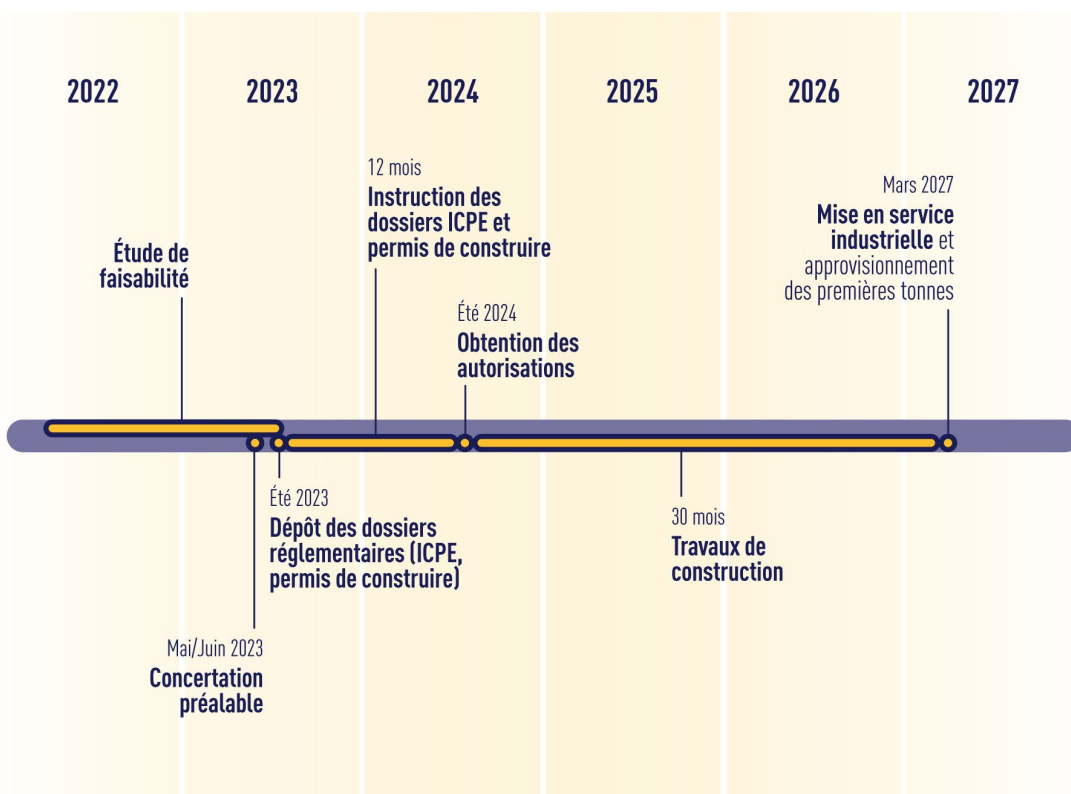 2022
2023
2024
2025
2026
2027
Étude de
faisabilité
12 mois
Instruction des
dossiers ICPE et
permis de construire
Été 2024
Obtention des
autorisations
Mars 2027
Mise en service
industrielle et
approvisionnement
des premières tonnes
Mai/Juin 2023
Concertation
préalable
Été 2023
Dépôt des dossiers
réglementaires (ICPE,
permis de construire)
30 mois
Travaux de
construction